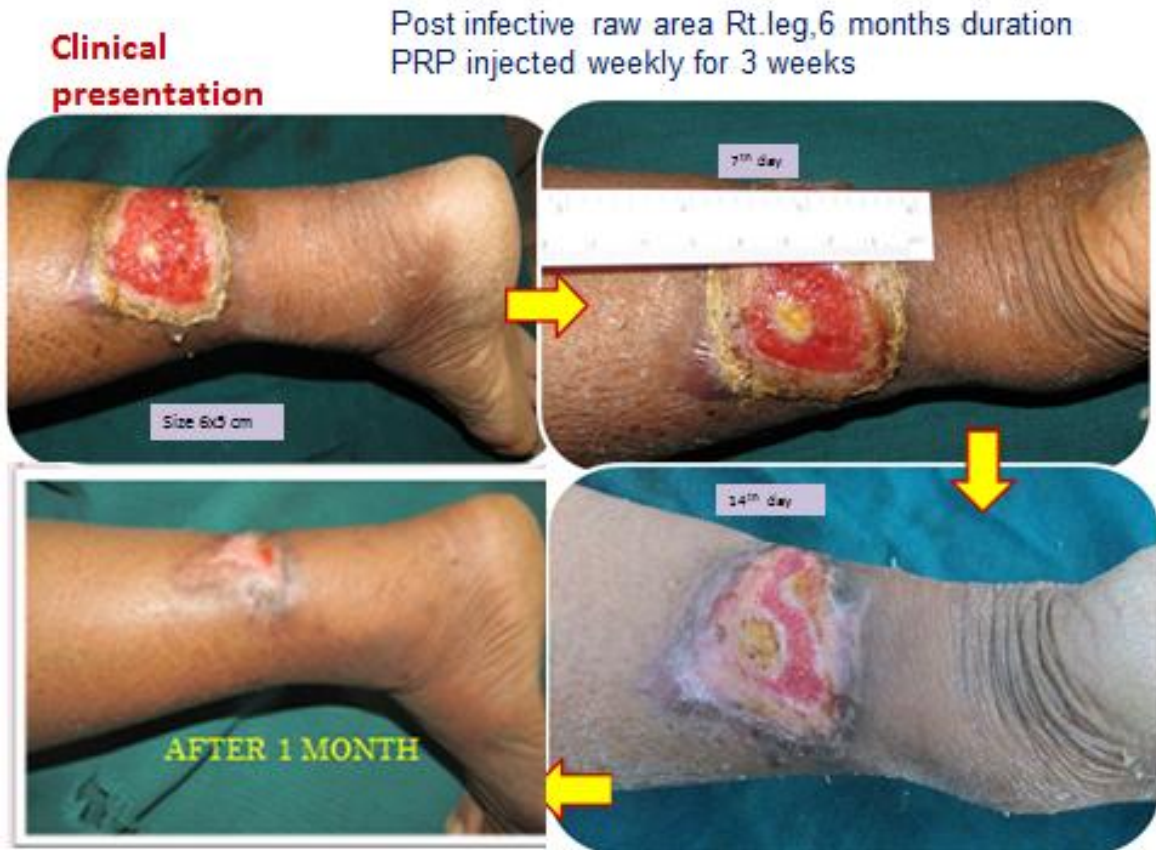 Clinical
presentation
Post infective raw area Rt.leg,6 months duration
PRP injected weekly for 3 weeks
Size 6x5 cm
7th day
14th day
AFTER 1 MONTH